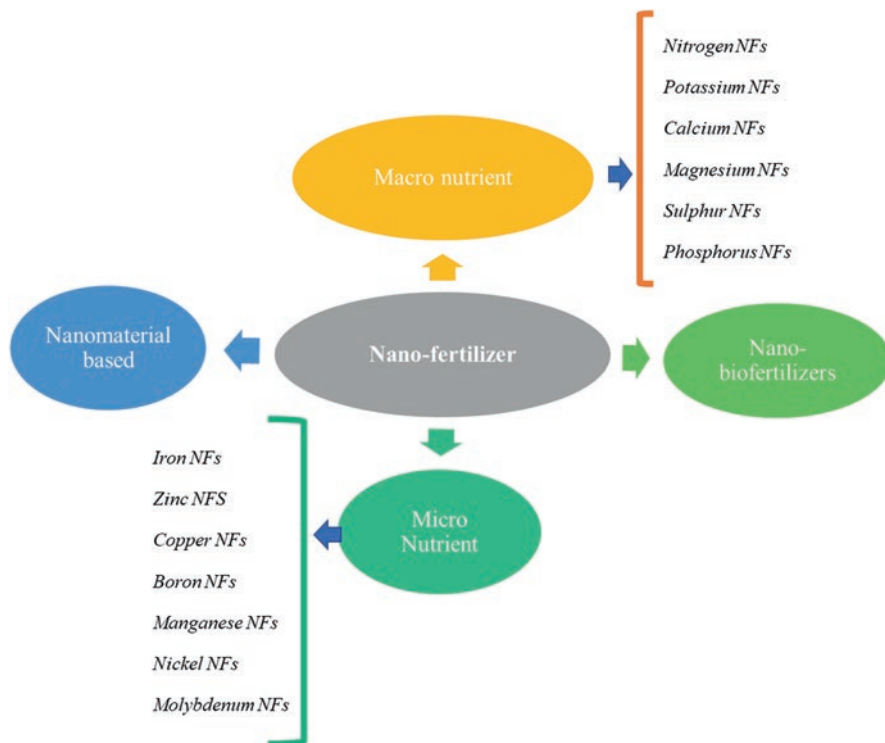 Nitrogen NFs
Potassium NFs
Calcium NFs
Magnesium NFs
Sulphur NFs
Phosphorus NFs
Macro nutrient
Nanomaterial
based
Nano-fertilizer
Nano-
biofertilizers
Iron NFs
Zinc NFS
Copper NFs
Boron NFs
Manganese NFs
Nickel NFs
Molybdenum NFs
Micro
Nutrient